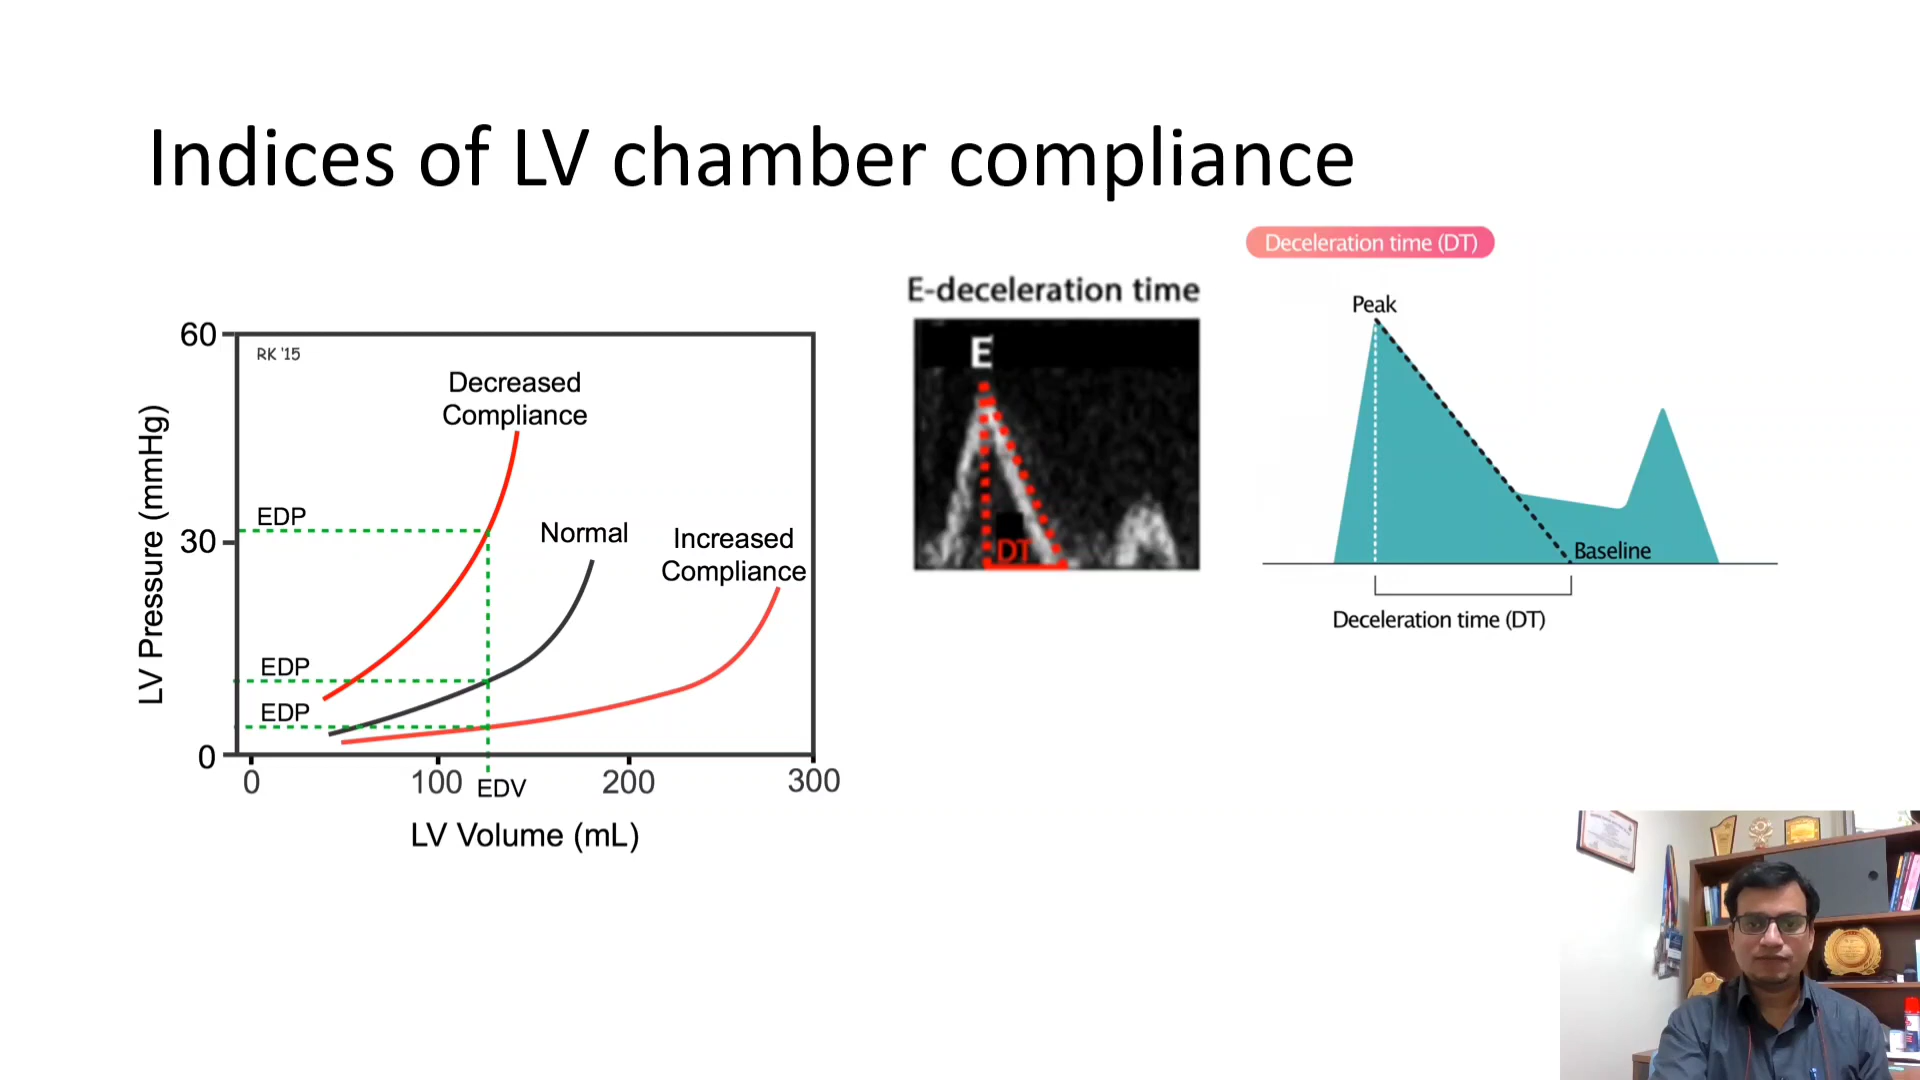 Indices of LV chamber compliance
LV Pressure (mmHg)
60
30
0
RK '15
Decreased
Compliance
Normal
Increased
Compliance
EDP
EDP
EDP
0
100
EDV
200
300
LV Volume (mL)
E-deceleration time
E
DT
Deceleration time (DT)
Peak
Baseline
Deceleration time (DT)